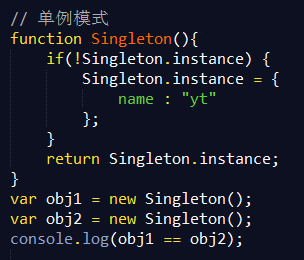 // 单例模式
function Singleton(){
    if(!Singleton.instance) {
        Singleton.instance = {
            name : "yt"
        };
    }
    return Singleton.instance;
}
var obj1 = new Singleton();
var obj2 = new Singleton();
console.log(obj1 == obj2);